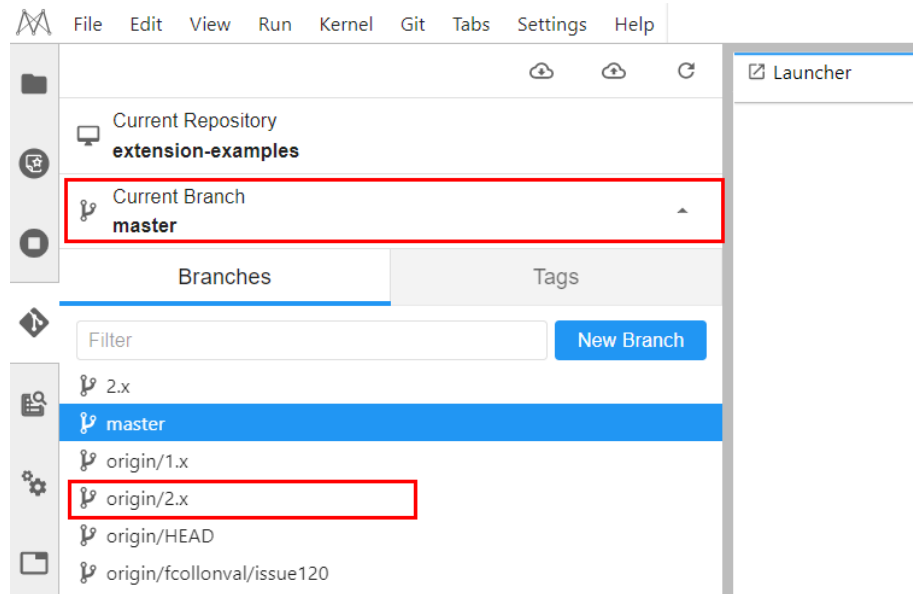 File Edit View Run Kernel Git Tabs Settings Help
Launcher
Current Repository
extension-examples
Current Branch
master
Branches Tags
Filter New Branch
2.x
master
origin/1.x
origin/2.x
origin/HEAD
origin/fcollonval/issue120